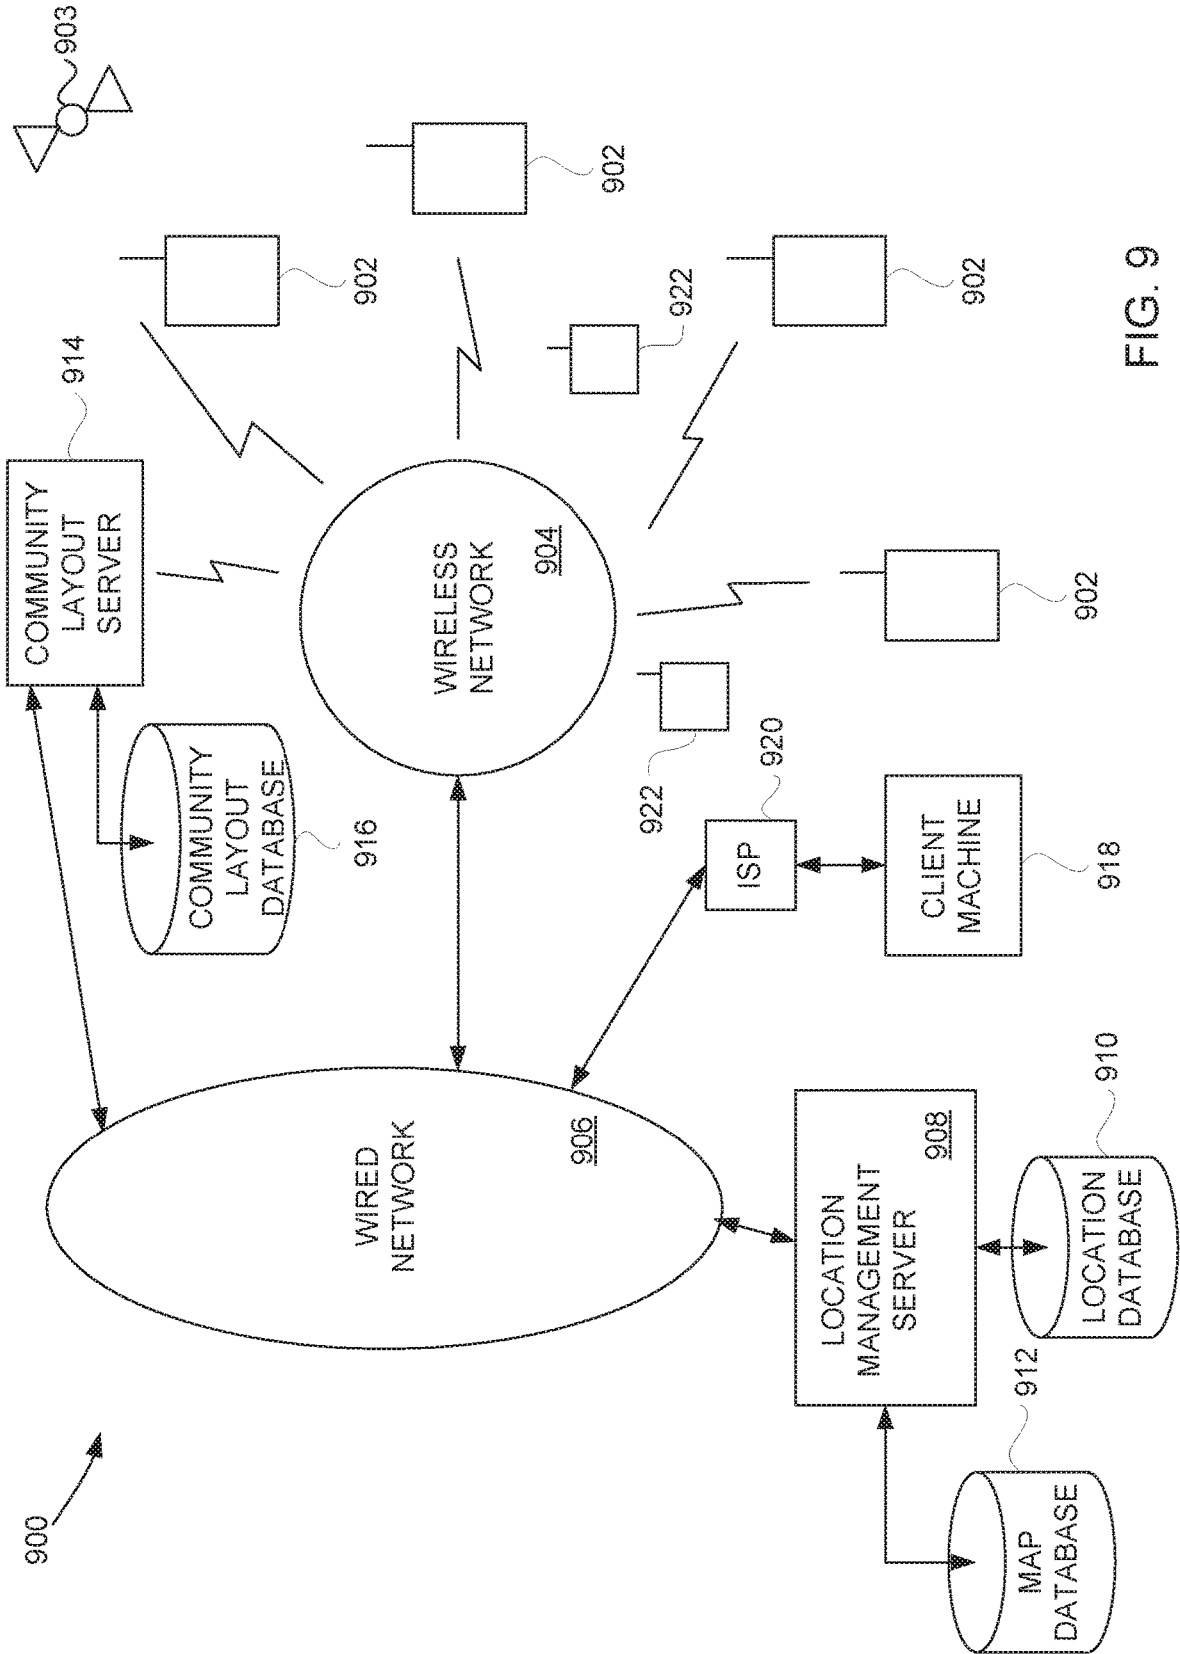 900
903
COMMUNITY
LAYOUT
SERVER
914
902
902
902
902
922
922
COMMUNITY
LAYOUT
DATABASE
916
WIRELESS
NETWORK
904
WIRED
NETWORK
906
ISP
920
CLIENT
MACHINE
918
LOCATION
MANAGEMENT
SERVER
908
LOCATION
DATABASE
910
MAP
DATABASE
912
FIG. 9